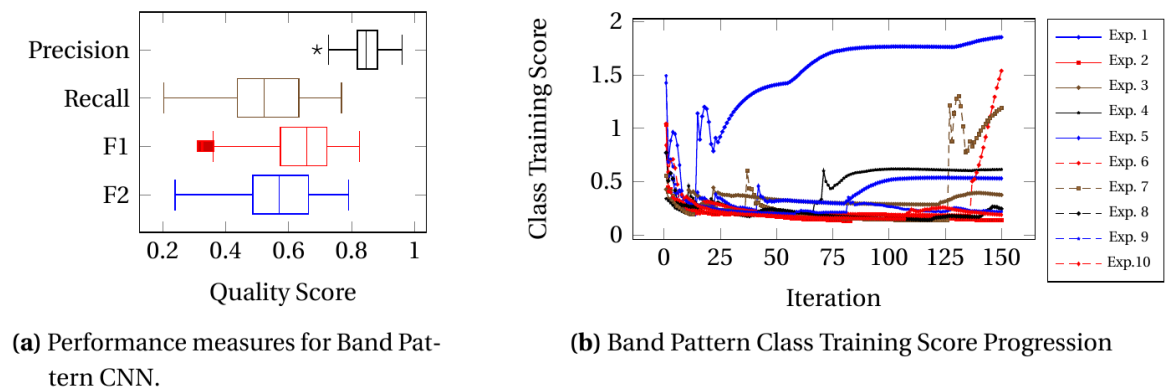 Precision
Recall
F1
F2
*
0.2 0.4 0.6 0.8 1
Quality Score
(a) Performance measures for Band Pat-
tern CNN.
Class Training Score
2
1.5
1
0.5
0
0 25 50 75 100 125 150
Iteration
Exp. 1
Exp. 2
Exp. 3
Exp. 4
Exp. 5
Exp. 6
Exp. 7
Exp. 8
Exp. 9
Exp.10
(b) Band Pattern Class Training Score Progression